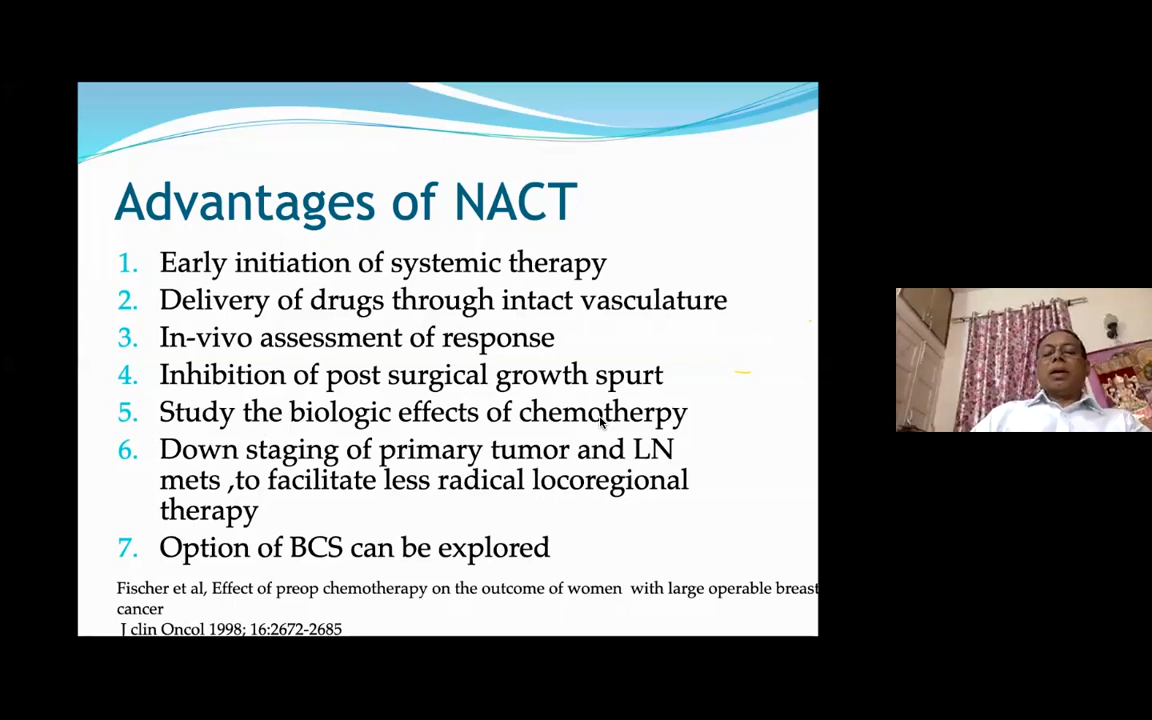 Advantages of NACT
1. Early initiation of systemic therapy
2. Delivery of drugs through intact vasculature
3. In-vivo assessment of response
4. Inhibition of post surgical growth spurt
5. Study the biologic effects of chemotherpy
6. Down staging of primary tumor and LN
mets ,to facilitate less radical locoregional
therapy
7. Option of BCS can be explored
Fischer et al, Effect of preop chemotherapy on the outcome of women with large operable breast
cancer
J clin Oncol 1998; 16:2672-2685